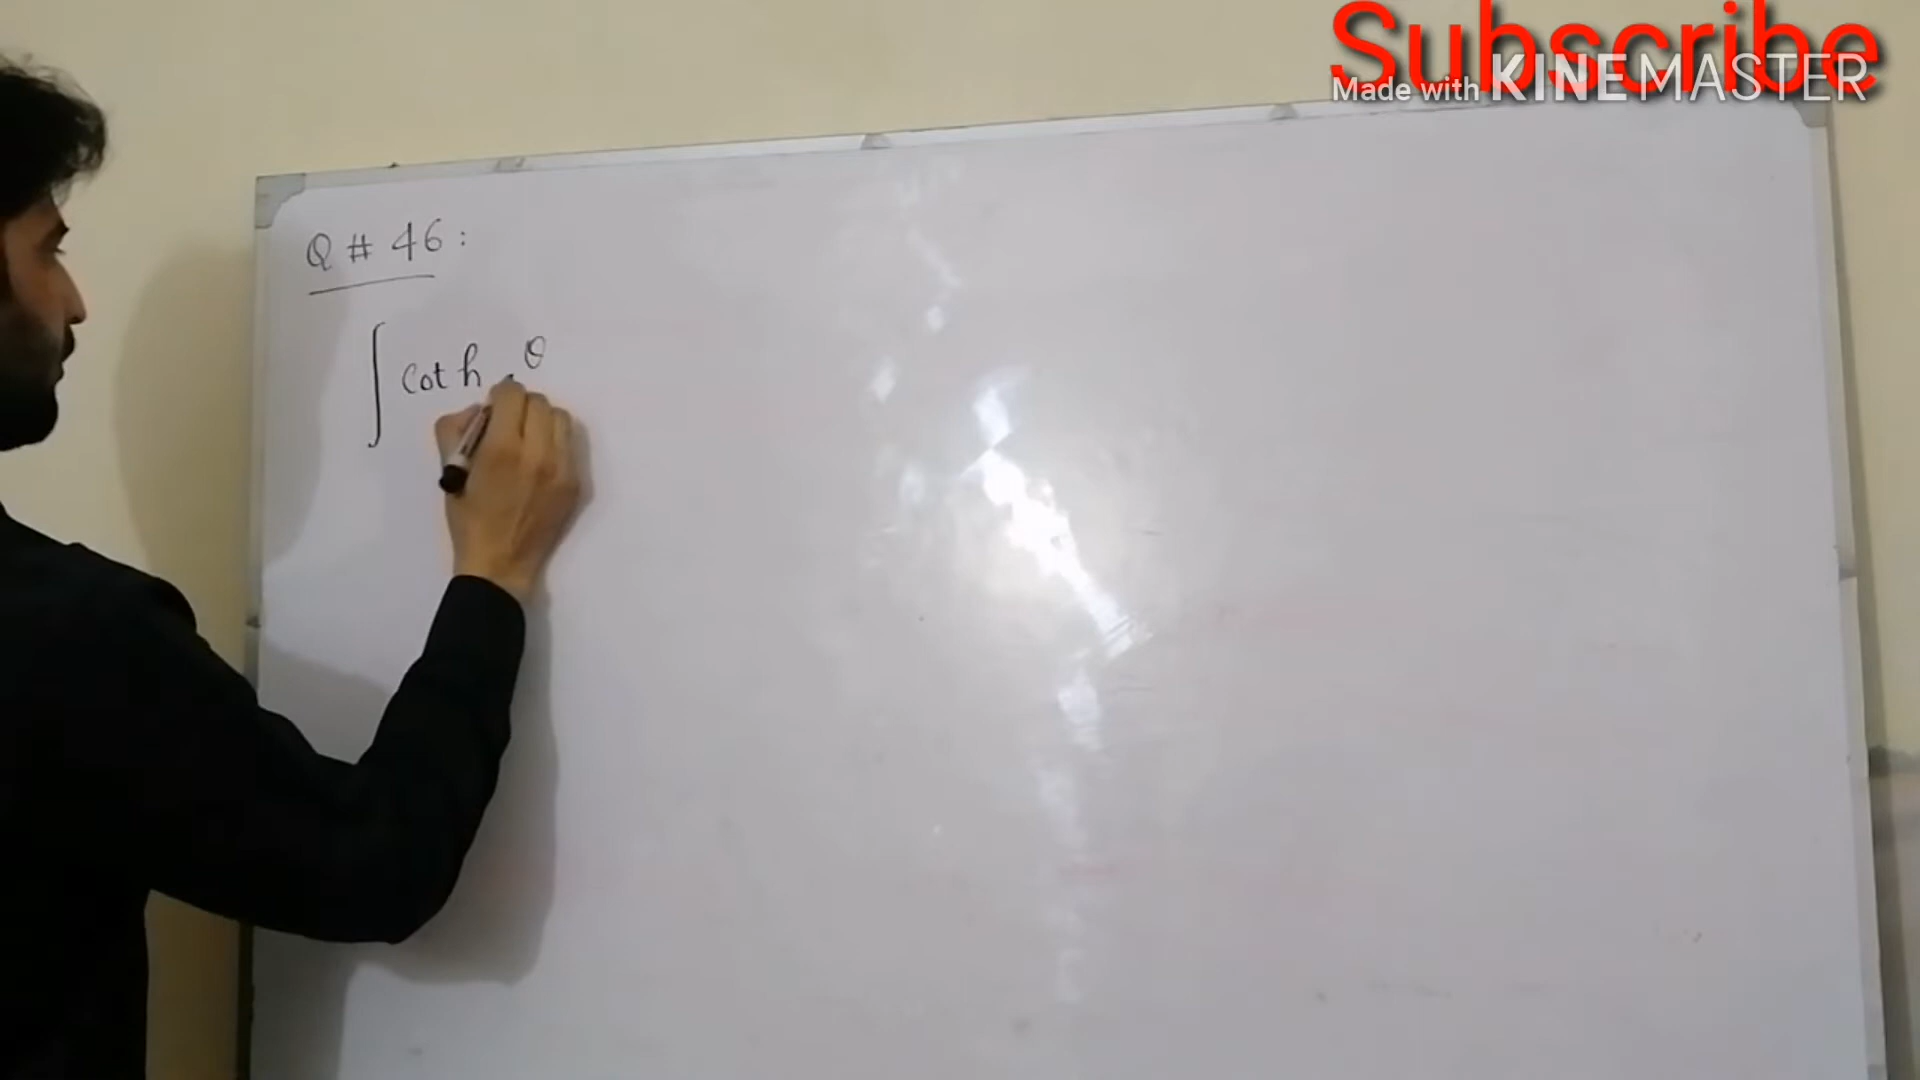 Subscribe
Made with KINEMASTER
Q # 46 :
∫ Cot h θ